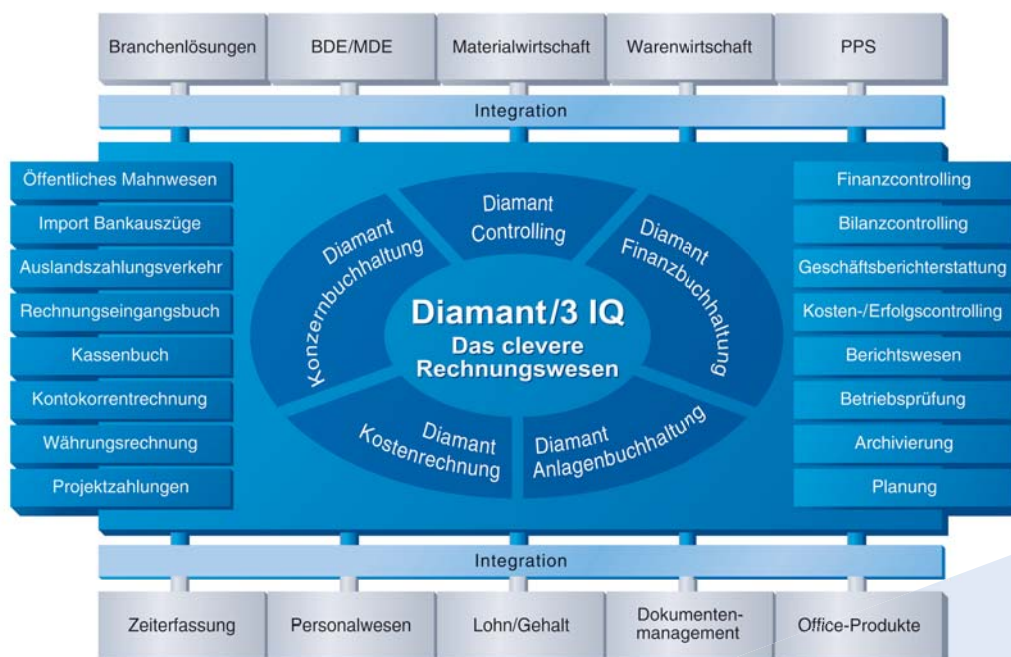 Branchenlösungen
BDE/MDE
Materialwirtschaft
Warenwirtschaft
PPS
Integration
Öffentliches Mahnwesen
Import Bankauszüge
Auslandszahlungsverkehr
Rechnungseingangsbuch
Kassenbuch
Kontokorrentrechnung
Währungsrechnung
Projektzahlungen
Diamant
Konzernbuchhaltung
Diamant
Controlling
Diamant
Finanzbuchhaltung
Diamant/3 IQ
Das clevere
Rechnungswesen
Diamant
Kostenrechnung
Diamant
Anlagenbuchhaltung
Finanzcontrolling
Bilanzcontrolling
Geschäftsberichterstattung
Kosten-/Erfolgscontrolling
Berichtswesen
Betriebsprüfung
Archivierung
Planung
Integration
Zeiterfassung
Personalwesen
Lohn/Gehalt
Dokumenten-
management
Office-Produkte